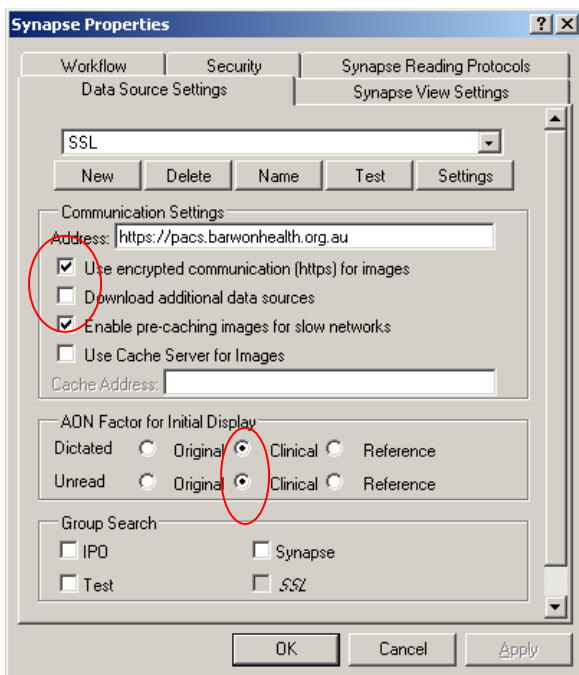 Synapse Properties
Workflow Security Synapse Reading Protocols
Data Source Settings Synapse View Settings
SSL
New Delete Name Test Settings
Communication Settings
Address: https://pacs.barwonhealth.org.au
Use encrypted communication (https) for images
Download additional data sources
Enable pre-caching images for slow networks
Use Cache Server for Images
Cache Address:
AON Factor for Initial Display
Dictated Original Clinical Reference
Unread Original Clinical Reference
Group Search
IPO Synapse
Test SSL
OK Cancel Apply